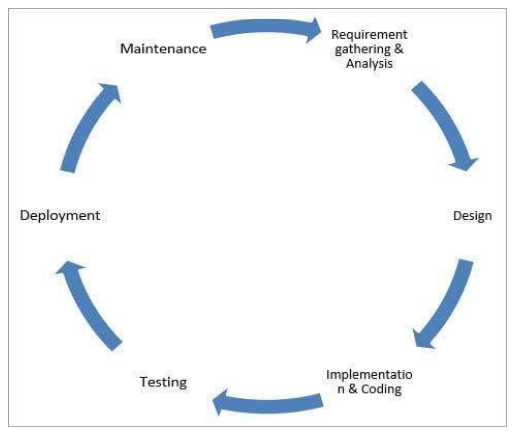 Requirement
gathering &
Analysis
Design
Implementatio
n & Coding
Testing
Deployment
Maintenance